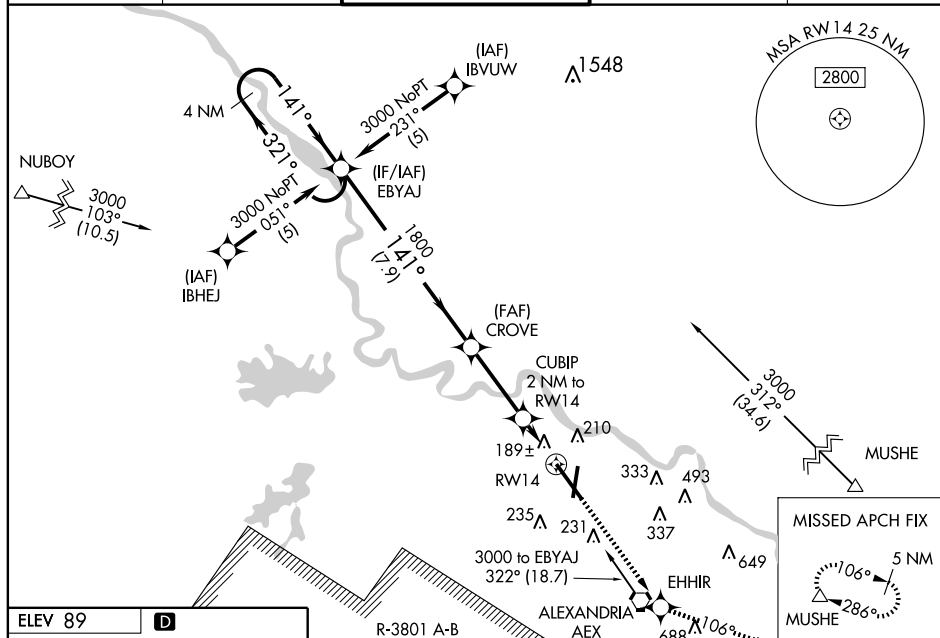 MSA RW14 25 NM
2800
(IAF)
IBVUW
1548
3000 NoPT
231°
(5)
4 NM
141°
321°
(IF/IAF)
EBYAJ
NUBOY
3000
103°
(10.5)
3000 NoPT
051°
(5)
(IAF)
IBHEJ
1800
141°
(7.9)
(FAF)
CROVE
CUBIP
2 NM to
RW14
3000
312°
(34.6)
MUSHE
189±
210
RW14
333
493
337
235
231
649
3000 to EBYAJ
322° (18.7)
EHHIR
ALEXANDRIA
AEX
688
106°
MISSED APCH FIX
5 NM
106°
286°
MUSHE
ELEV 89
D
R-3801 A-B